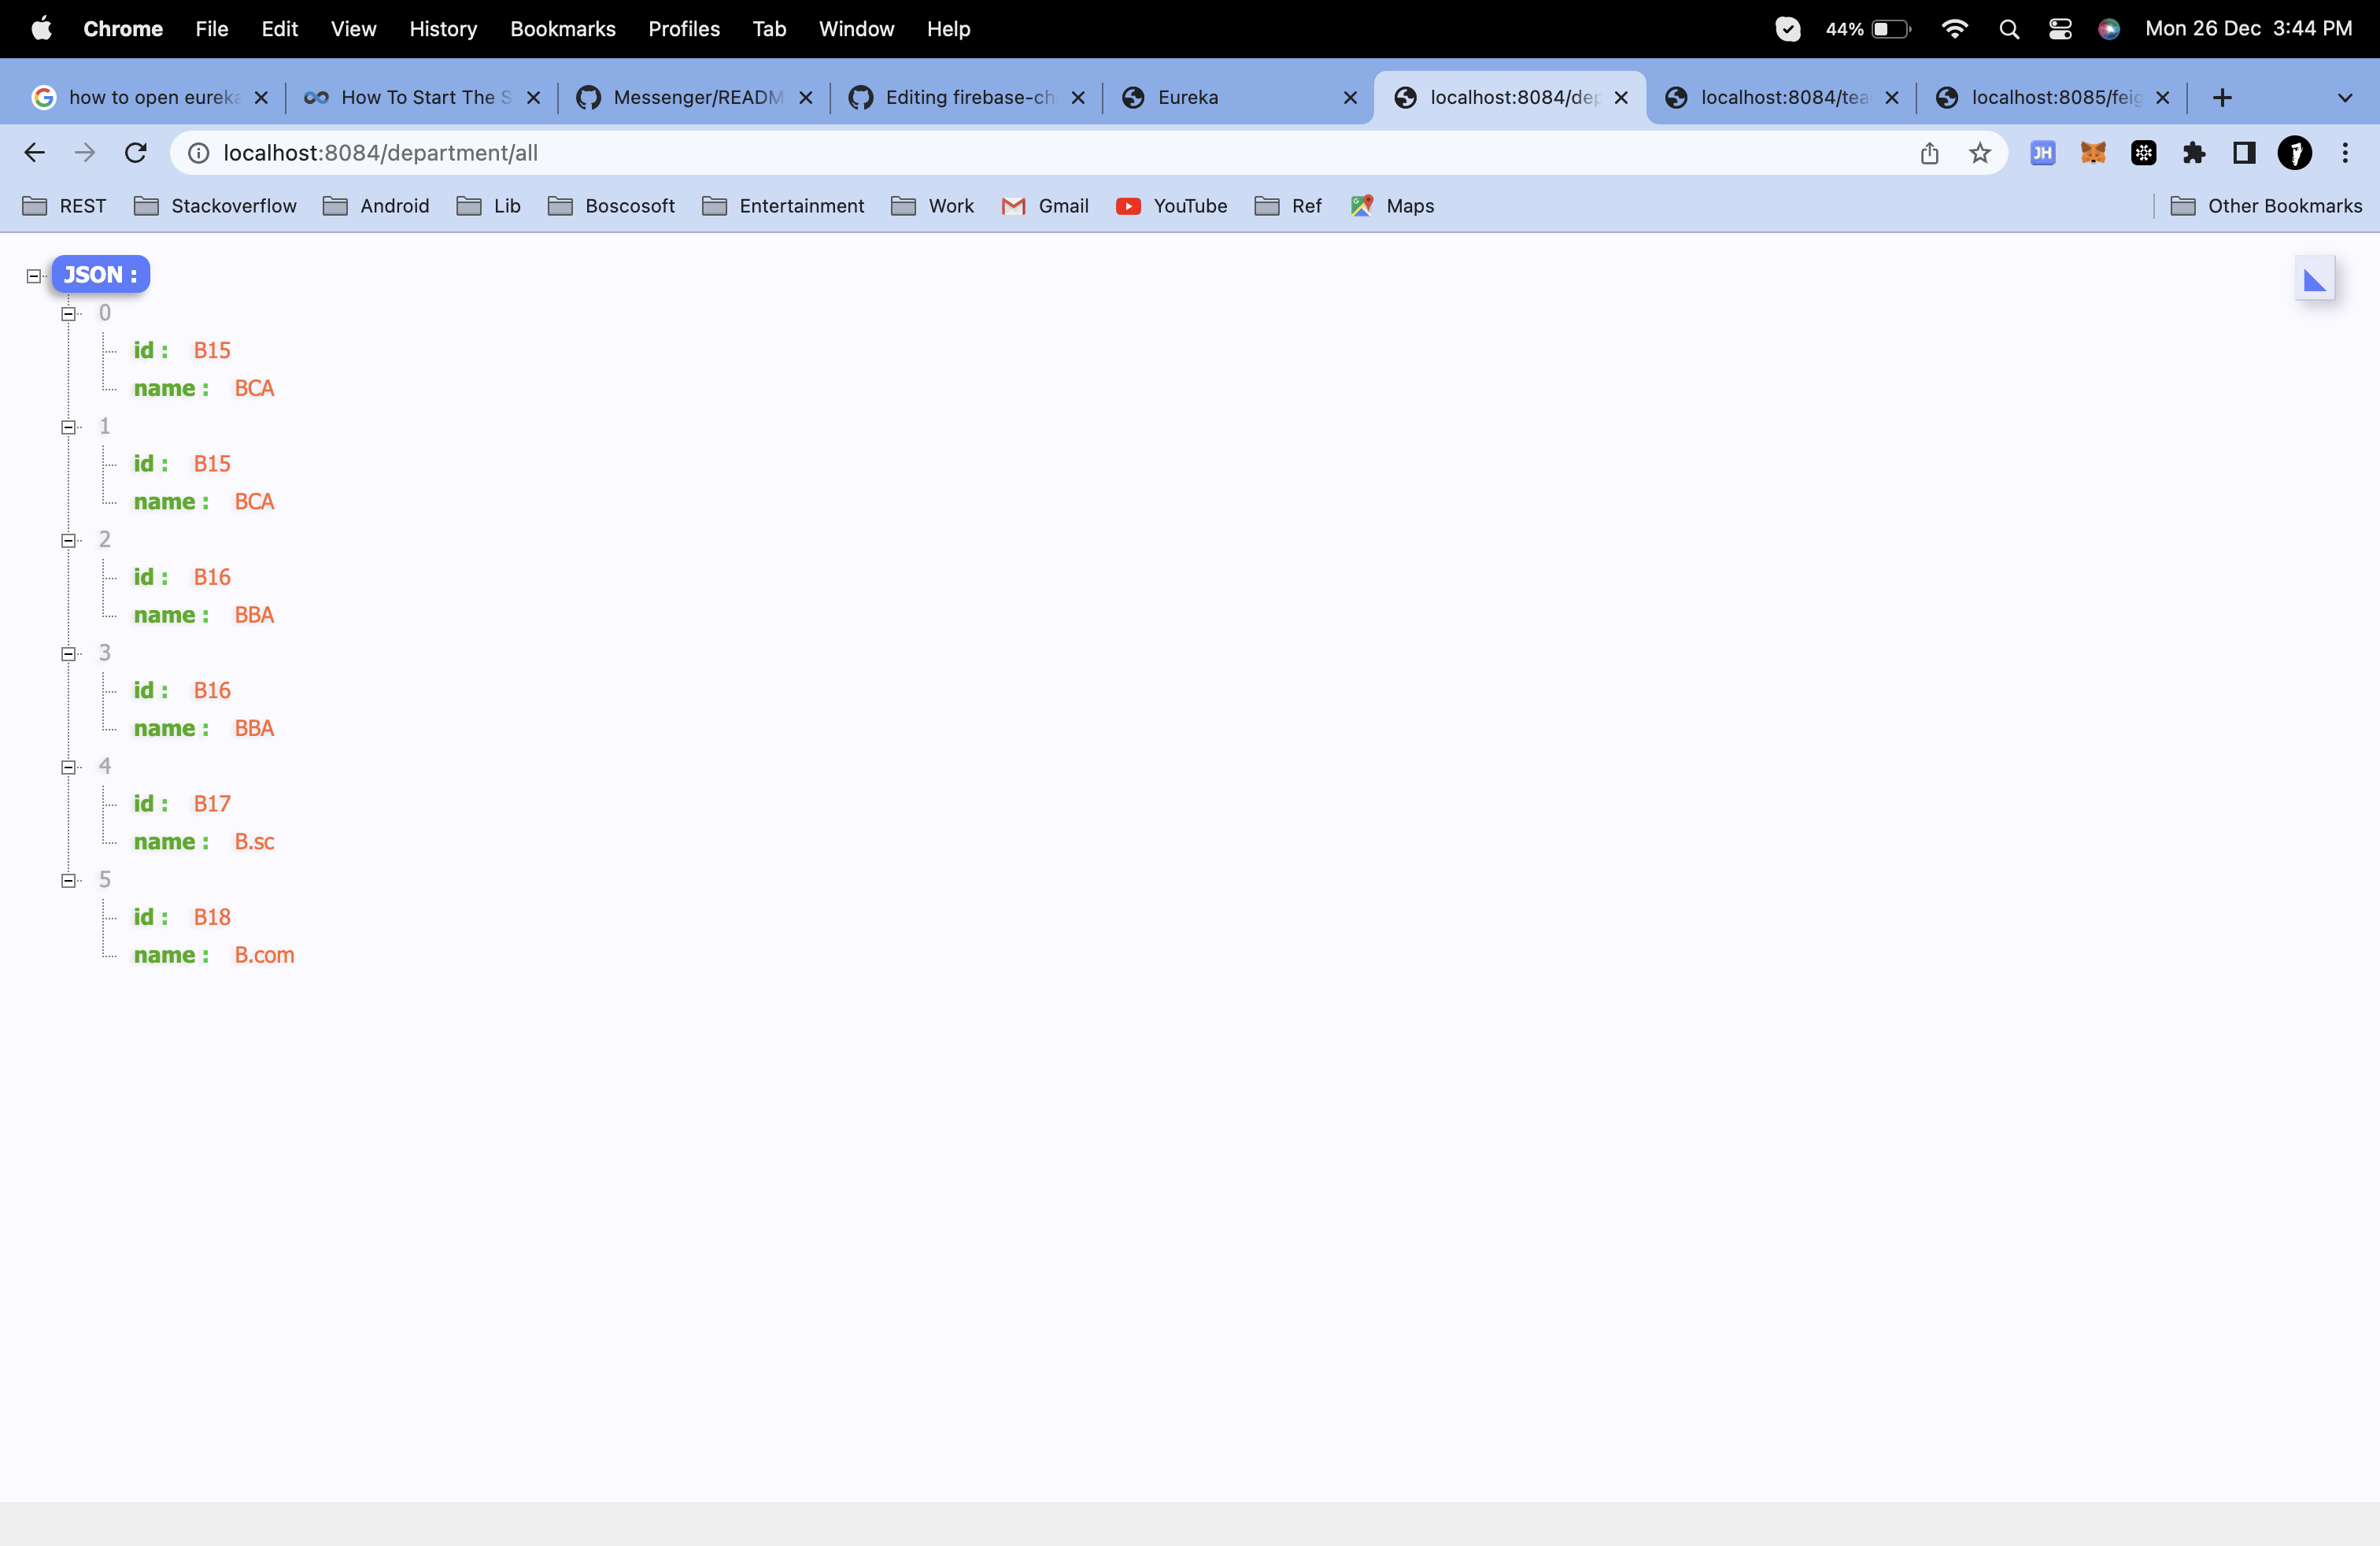 Chrome File Edit View History Bookmarks Profiles Tab Window Help 44% Mon 26 Dec 3:44 PM
how to open eureka How To Start The S Messenger/READM Editing firebase-ch Eureka localhost:8084/dep localhost:8084/tea localhost:8085/feig
localhost:8084/department/all JH
REST Stackoverflow Android Lib Boscosoft Entertainment Work Gmail YouTube Ref Maps Other Bookmarks
JSON :
0
id : B15
name : BCA
1
id : B15
name : BCA
2
id : B16
name : BBA
3
id : B16
name : BBA
4
id : B17
name : B.sc
5
id : B18
name : B.com